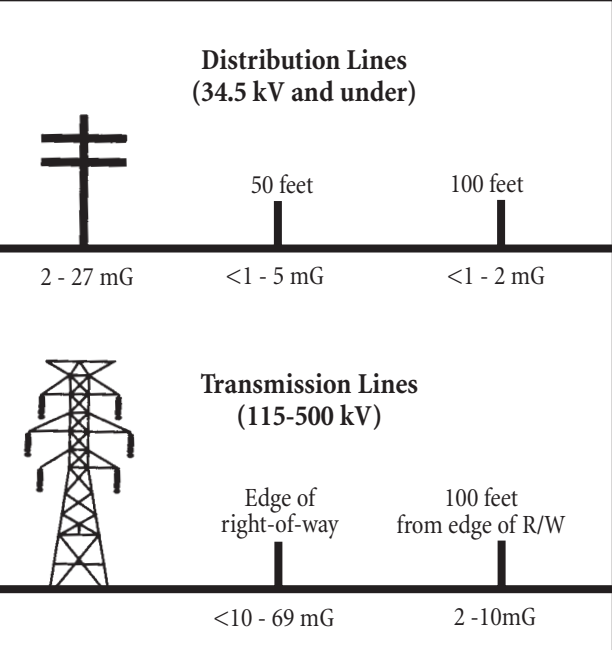 Distribution Lines
(34.5 kV and under)
50 feet
100 feet
2 - 27 mG
<1 - 5 mG
<1 - 2 mG
Transmission Lines
(115-500 kV)
Edge of
right-of-way
100 feet
from edge of R/W
<10 - 69 mG
2 -10mG